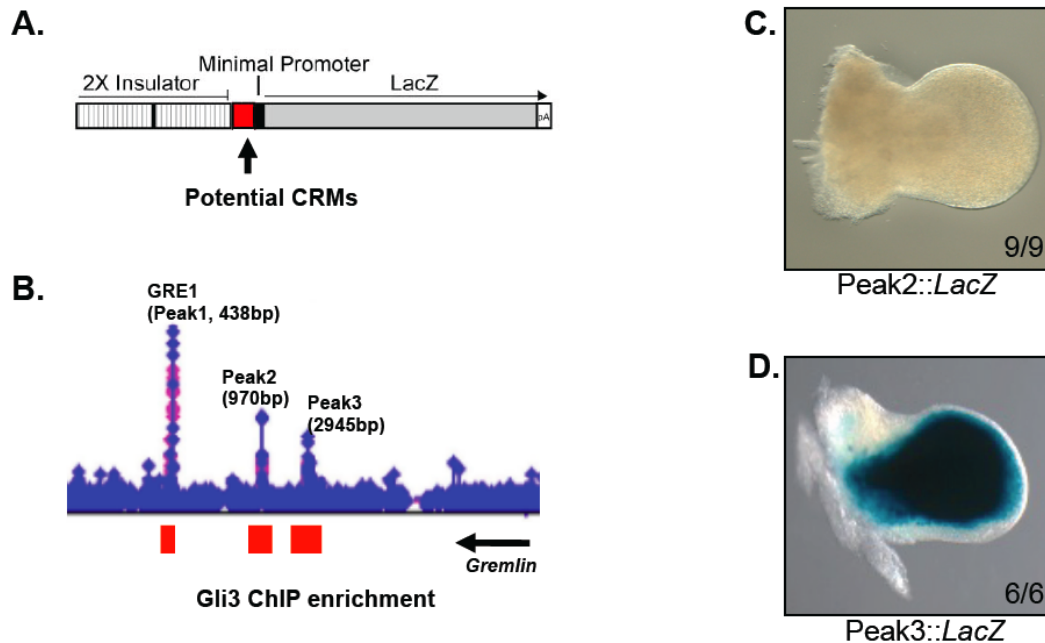 A.
Minimal Promoter
2X Insulator
LacZ
pA
Potential CRMs
B.
GRE1
(Peak1, 438bp)
Peak2
(970bp)
Peak3
(2945bp)
Gremlin
Gli3 ChIP enrichment
C.
9/9
Peak2::LacZ
D.
6/6
Peak3::LacZ